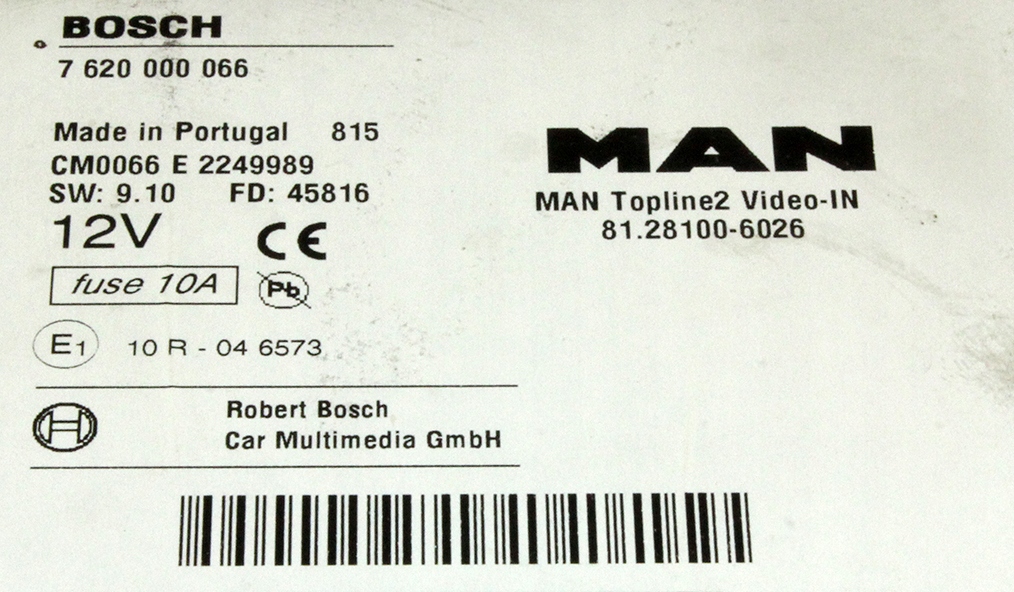 BOSCH
7 620 000 066
Made in Portugal 815
CM0066 E 2249989
SW: 9.10 FD: 45816
12V CE
fuse 10A Pb
E1 10 R - 04 6573
Robert Bosch
Car Multimedia GmbH
MAN
MAN Topline2 Video-IN
81.28100-6026